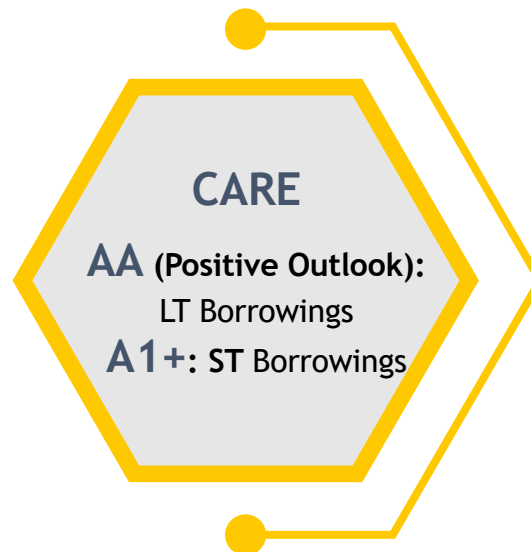 CARE
AA (Positive Outlook):
LT Borrowings
A1+: ST Borrowings